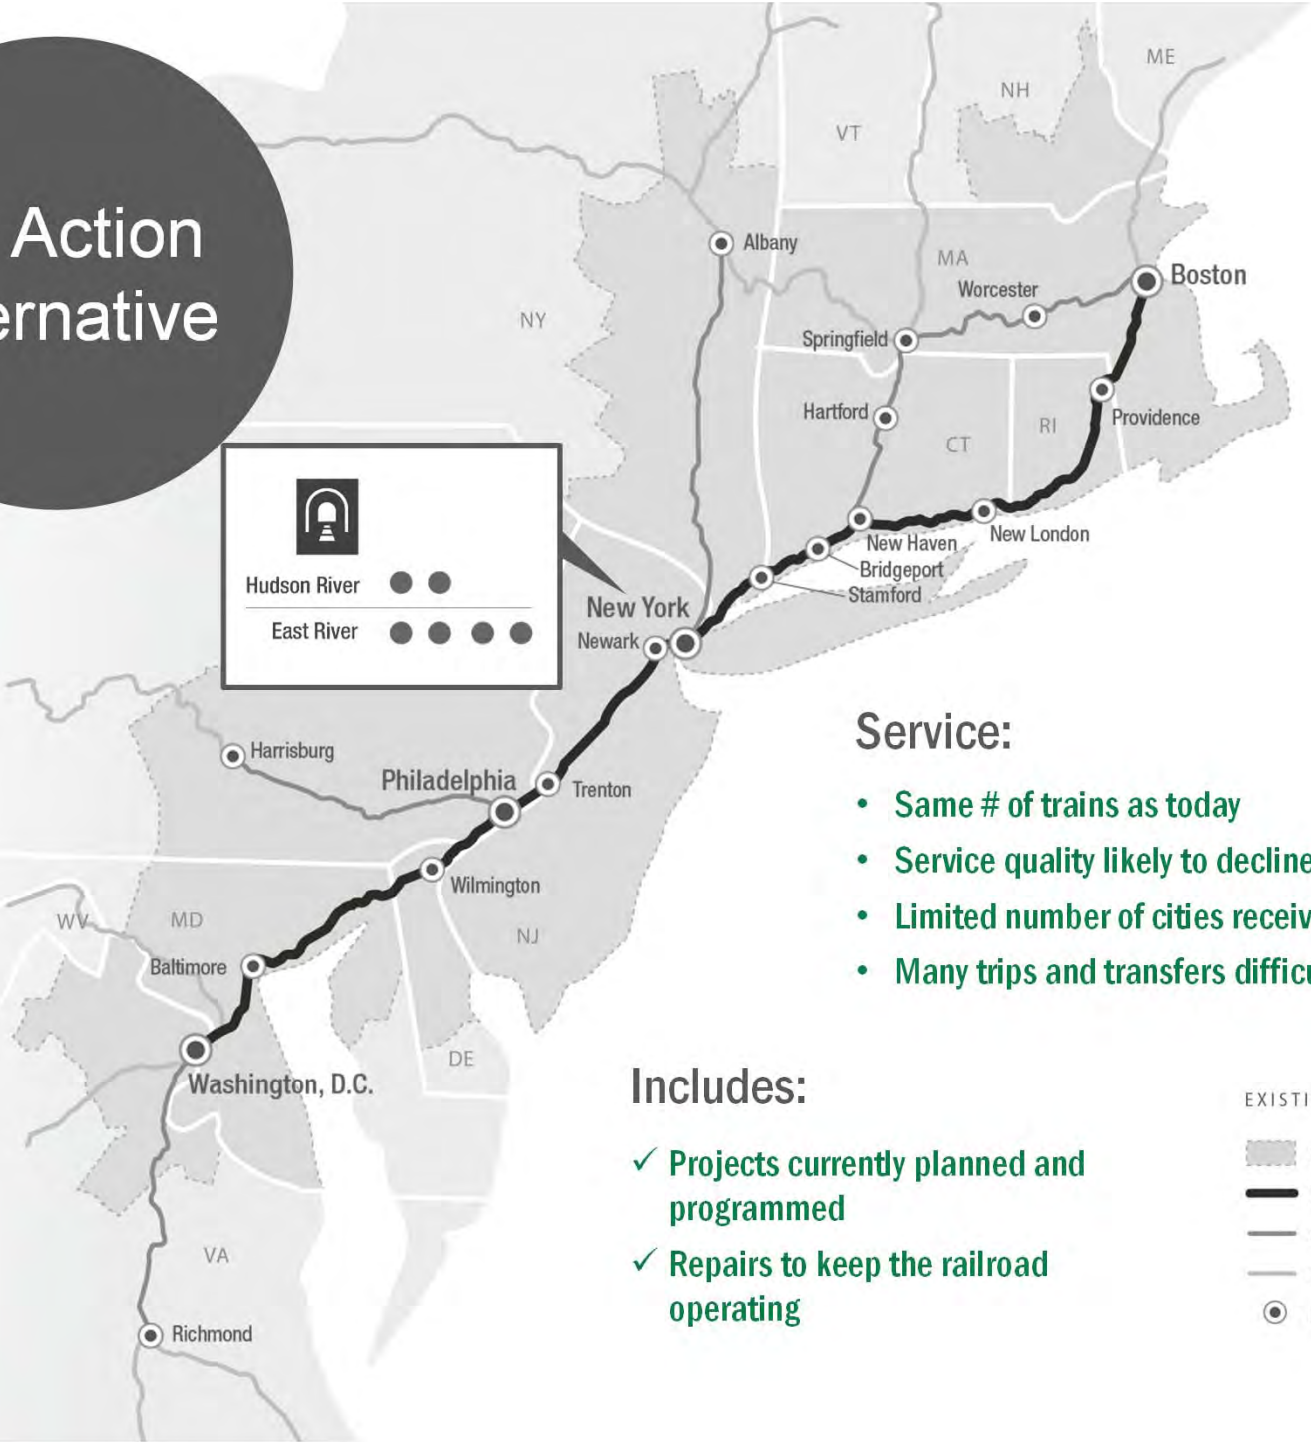 Action
ernative
ME
NH
VT
Albany
MA
Boston
Worcester
NY
Springfield
Hartford
Providence
RI
CT
New London
New Haven
Bridgeport
Stamford
Hudson River
East River
New York
Newark
Harrisburg
Philadelphia
Trenton
Wilmington
WV
MD
NJ
Baltimore
DE
Washington, D.C.
VA
Richmond
Service:
• Same # of trains as today
• Service quality likely to decline
• Limited number of cities receiv
• Many trips and transfers difficu
Includes:
✓ Projects currently planned and
programmed
✓ Repairs to keep the railroad
operating
EXISTI